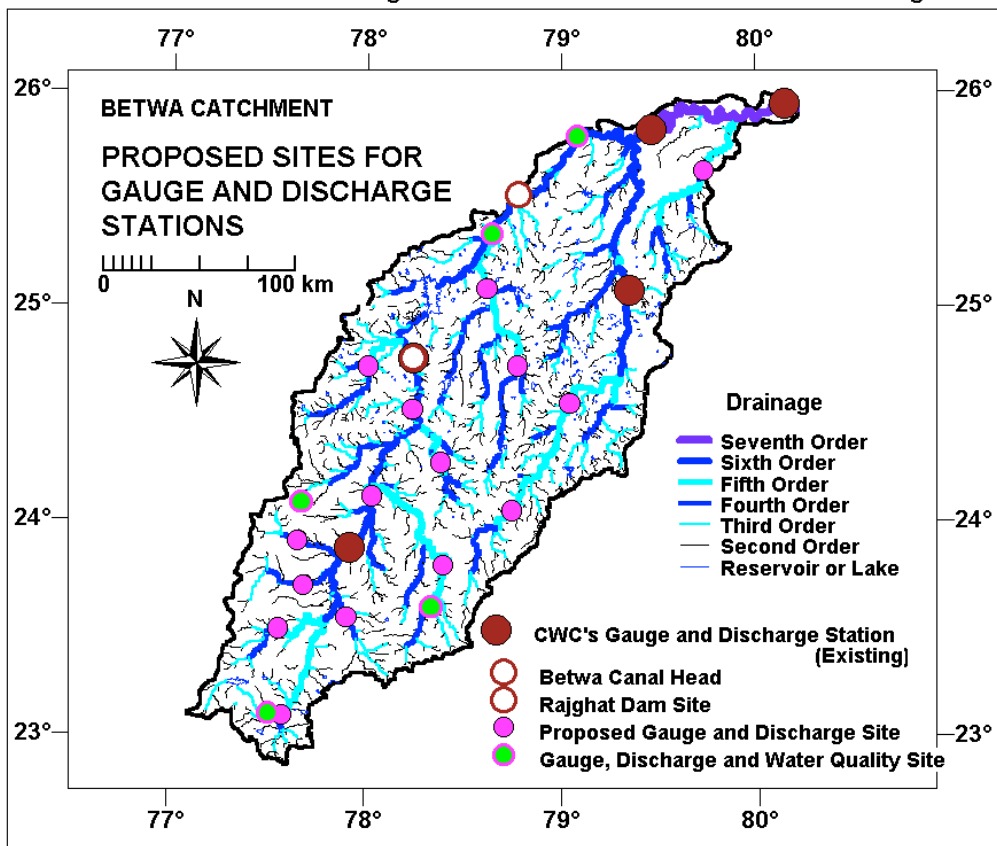 77° 78° 79° 80°
26° 26°
BETWA CATCHMENT
PROPOSED SITES FOR
GAUGE AND DISCHARGE
STATIONS
0 100 km
N
25° 25°
Drainage
Seventh Order
Sixth Order
Fifth Order
Fourth Order
Third Order
Second Order
Reservoir or Lake
24° 24°
CWC's Gauge and Discharge Station
(Existing)
Betwa Canal Head
Rajghat Dam Site
Proposed Gauge and Discharge Site
Gauge, Discharge and Water Quality Site
23° 23°
77° 78° 79° 80°